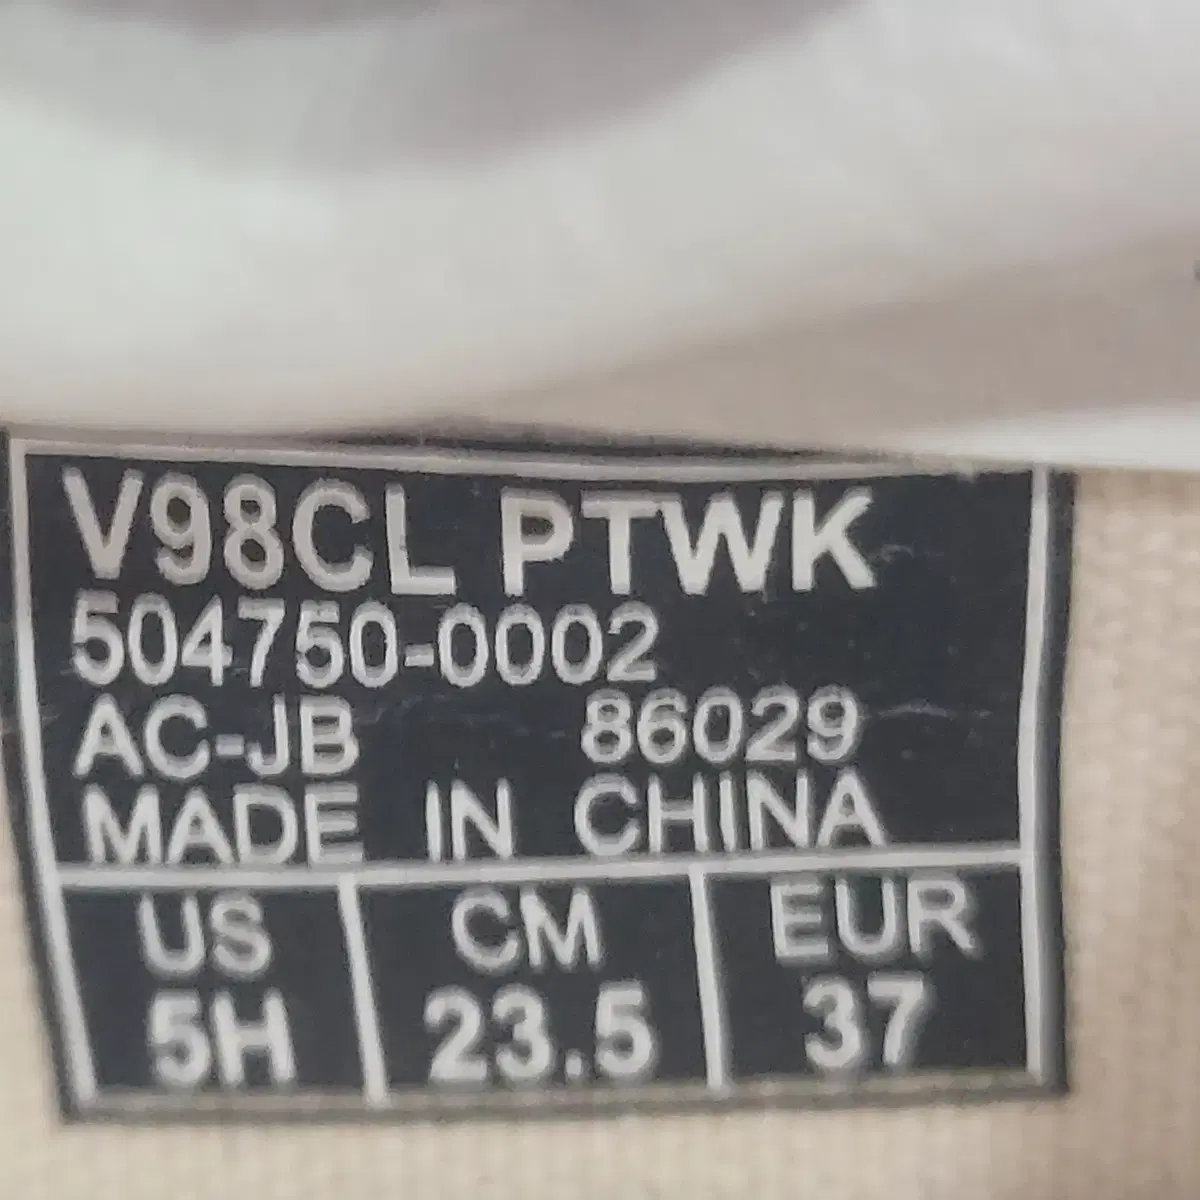 V98CL PTWK
504750-0002
AC-JB 86029
MADE IN CHINA
US CM EUR
5H 23.5 37